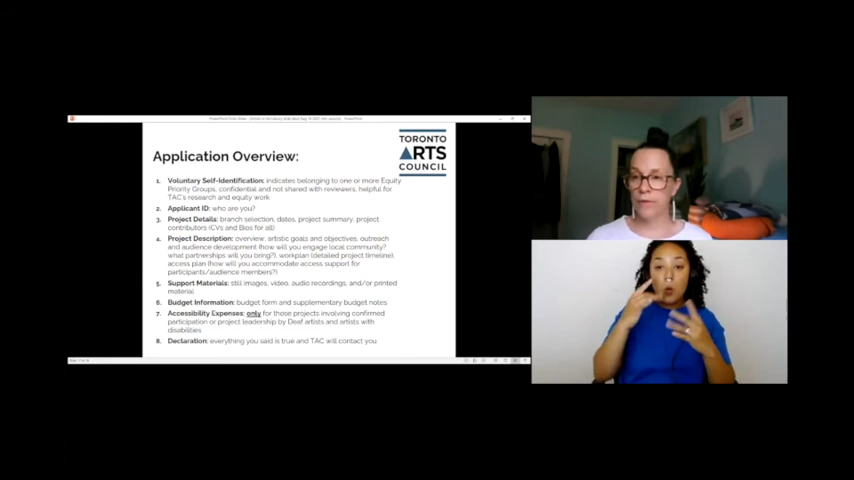 TORONTO
ARTS
COUNCIL
Application Overview:
1. Voluntary Self-Identification: indicates belonging to one or more Equity
Priority Groups, confidential and not shared with reviewers, helpful for
TAC's research and equity work
2. Applicant ID: who are you?
3. Project Details: branch selection, dates, project summary, project
contributors (CVs and Bios for all)
4. Project Description: overview, artistic goals and objectives, outreach
and audience development (how will you engage local community?
what partnerships will you bring?), workplan (detailed project timeline),
access plan (how will you accommodate access support for
participants/audience members?)
5. Support Materials: still images, video, audio recordings, and/or printed
material
6. Budget Information: budget form and supplementary budget notes
7. Accessibility Expenses: only for those projects involving confirmed
participation or project leadership by Deaf artists and artists with
disabilities
8. Declaration: everything you said is true and TAC will contact you